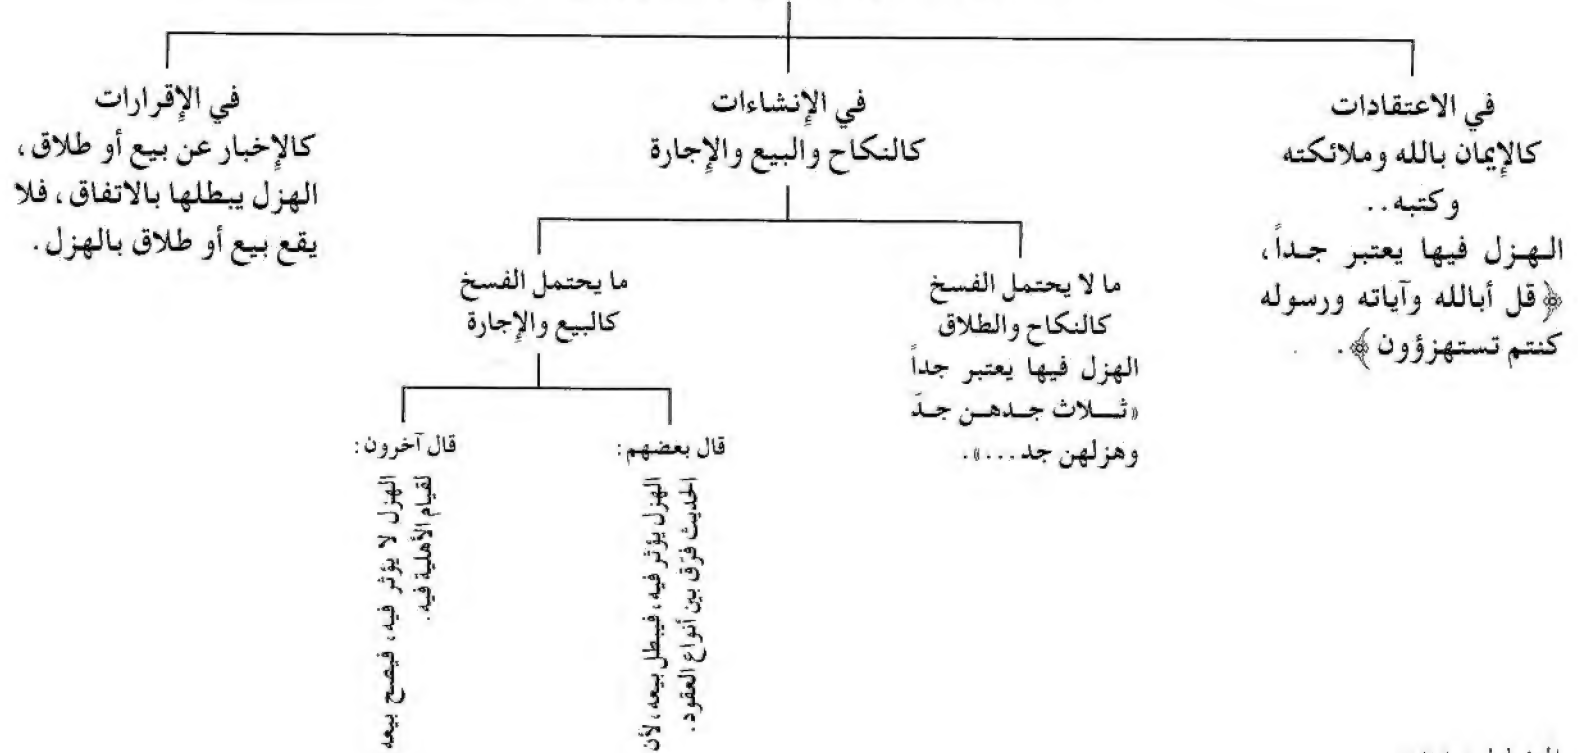 في الاعتقادات
كالإيمان بالله وملائكته
وكتبه..
الهزل فيها يعتبر جداً،
﴿قل أبالله وآياته ورسوله
كنتم تستهزؤون﴾.
في الإنشاءات
كالنكاح والبيع والإجارة
ما لا يحتمل الفسخ
كالنكاح والطلاق
الهزل فيها يعتبر جداً
«ثلاث جدهن جدّ
وهزلهن جد...».
ما يحتمل الفسخ
كالبيع والإجارة
قال بعضهم:
الهزل يؤثر فيه، فيبطل بيعه، لأن
الحديث فرّق بين أنواع العقود.
قال آخرون:
الهزل لا يؤثر فيه، فيصح بيعه
لقيام الأهلية فيه.
في الإقرارات
كالإخبار عن بيع أو طلاق،
الهزل يبطلها بالاتفاق، فلا
يقع بيع أو طلاق بالهزل.